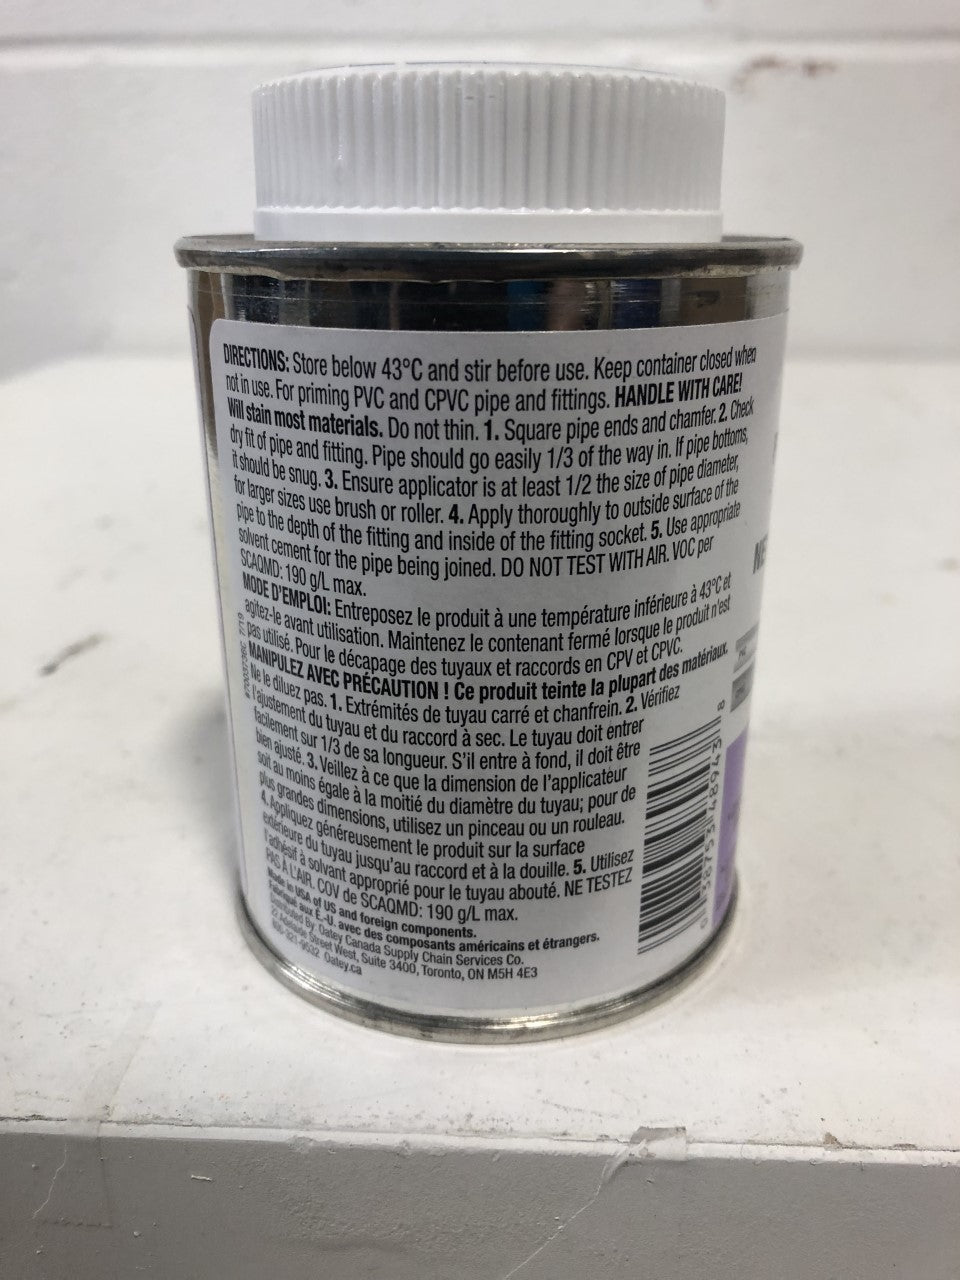 DIRECTIONS: Store below 43°C and stir before use. Keep container closed when
not in use. For priming PVC and CPVC pipe and fittings. HANDLE WITH CARE!
Will stain most materials. Do not thin. 1. Square pipe ends and chamfer. 2. Check
dry fit of pipe and fitting. Pipe should go easily 1/3 of the way in. If pipe bottoms,
it should be snug. 3. Ensure applicator is at least 1/2 the size of pipe diameter,
for larger sizes use brush or roller. 4. Apply thoroughly to outside surface of the
pipe to the depth of the fitting and inside of the fitting socket. 5. Use appropriate
solvent cement for the pipe being joined. DO NOT TEST WITH AIR. VOC per
SCAQMD: 190 g/L max.
MODE D'EMPLOI: Entreposez le produit à une température inférieure à 43°C et
agitez-le avant utilisation. Maintenez le contenant fermé lorsque le produit n'est
pas utilisé. Pour le décapage des tuyaux et raccords en CPV et CPVC.
MANIPULEZ AVEC PRÉCAUTION ! Ce produit teinte la plupart des matériaux.
Ne le diluez pas. 1. Extrémités de tuyau carré et chanfrein. 2. Vérifiez
l'ajustement du tuyau et du raccord à sec. Le tuyau doit entrer
facilement sur 1/3 de sa longueur. S'il entre à fond, il doit être
bien ajusté. 3. Veillez à ce que la dimension de l'applicateur
soit au moins égale à la moitié du diamètre du tuyau; pour de
plus grandes dimensions, utilisez un pinceau ou un rouleau.
4. Appliquez généreusement le produit sur la surface
extérieure du tuyau jusqu'au raccord et à la douille. 5. Utilisez
l'adhésif à solvant approprié pour le tuyau abouté. NE TESTEZ
PAS À L'AIR. COV de SCAQMD: 190 g/L max.
Made in USA of US and foreign components.
Fabriqué aux É.-U. avec des composants américains et étrangers.
Distributed By: Oatey Canada Supply Chain Services Co.
22 Adelaide Street West, Suite 3400, Toronto, ON M5H 4E3
800-321-9532 Oatey.ca
0 38753 48943 8